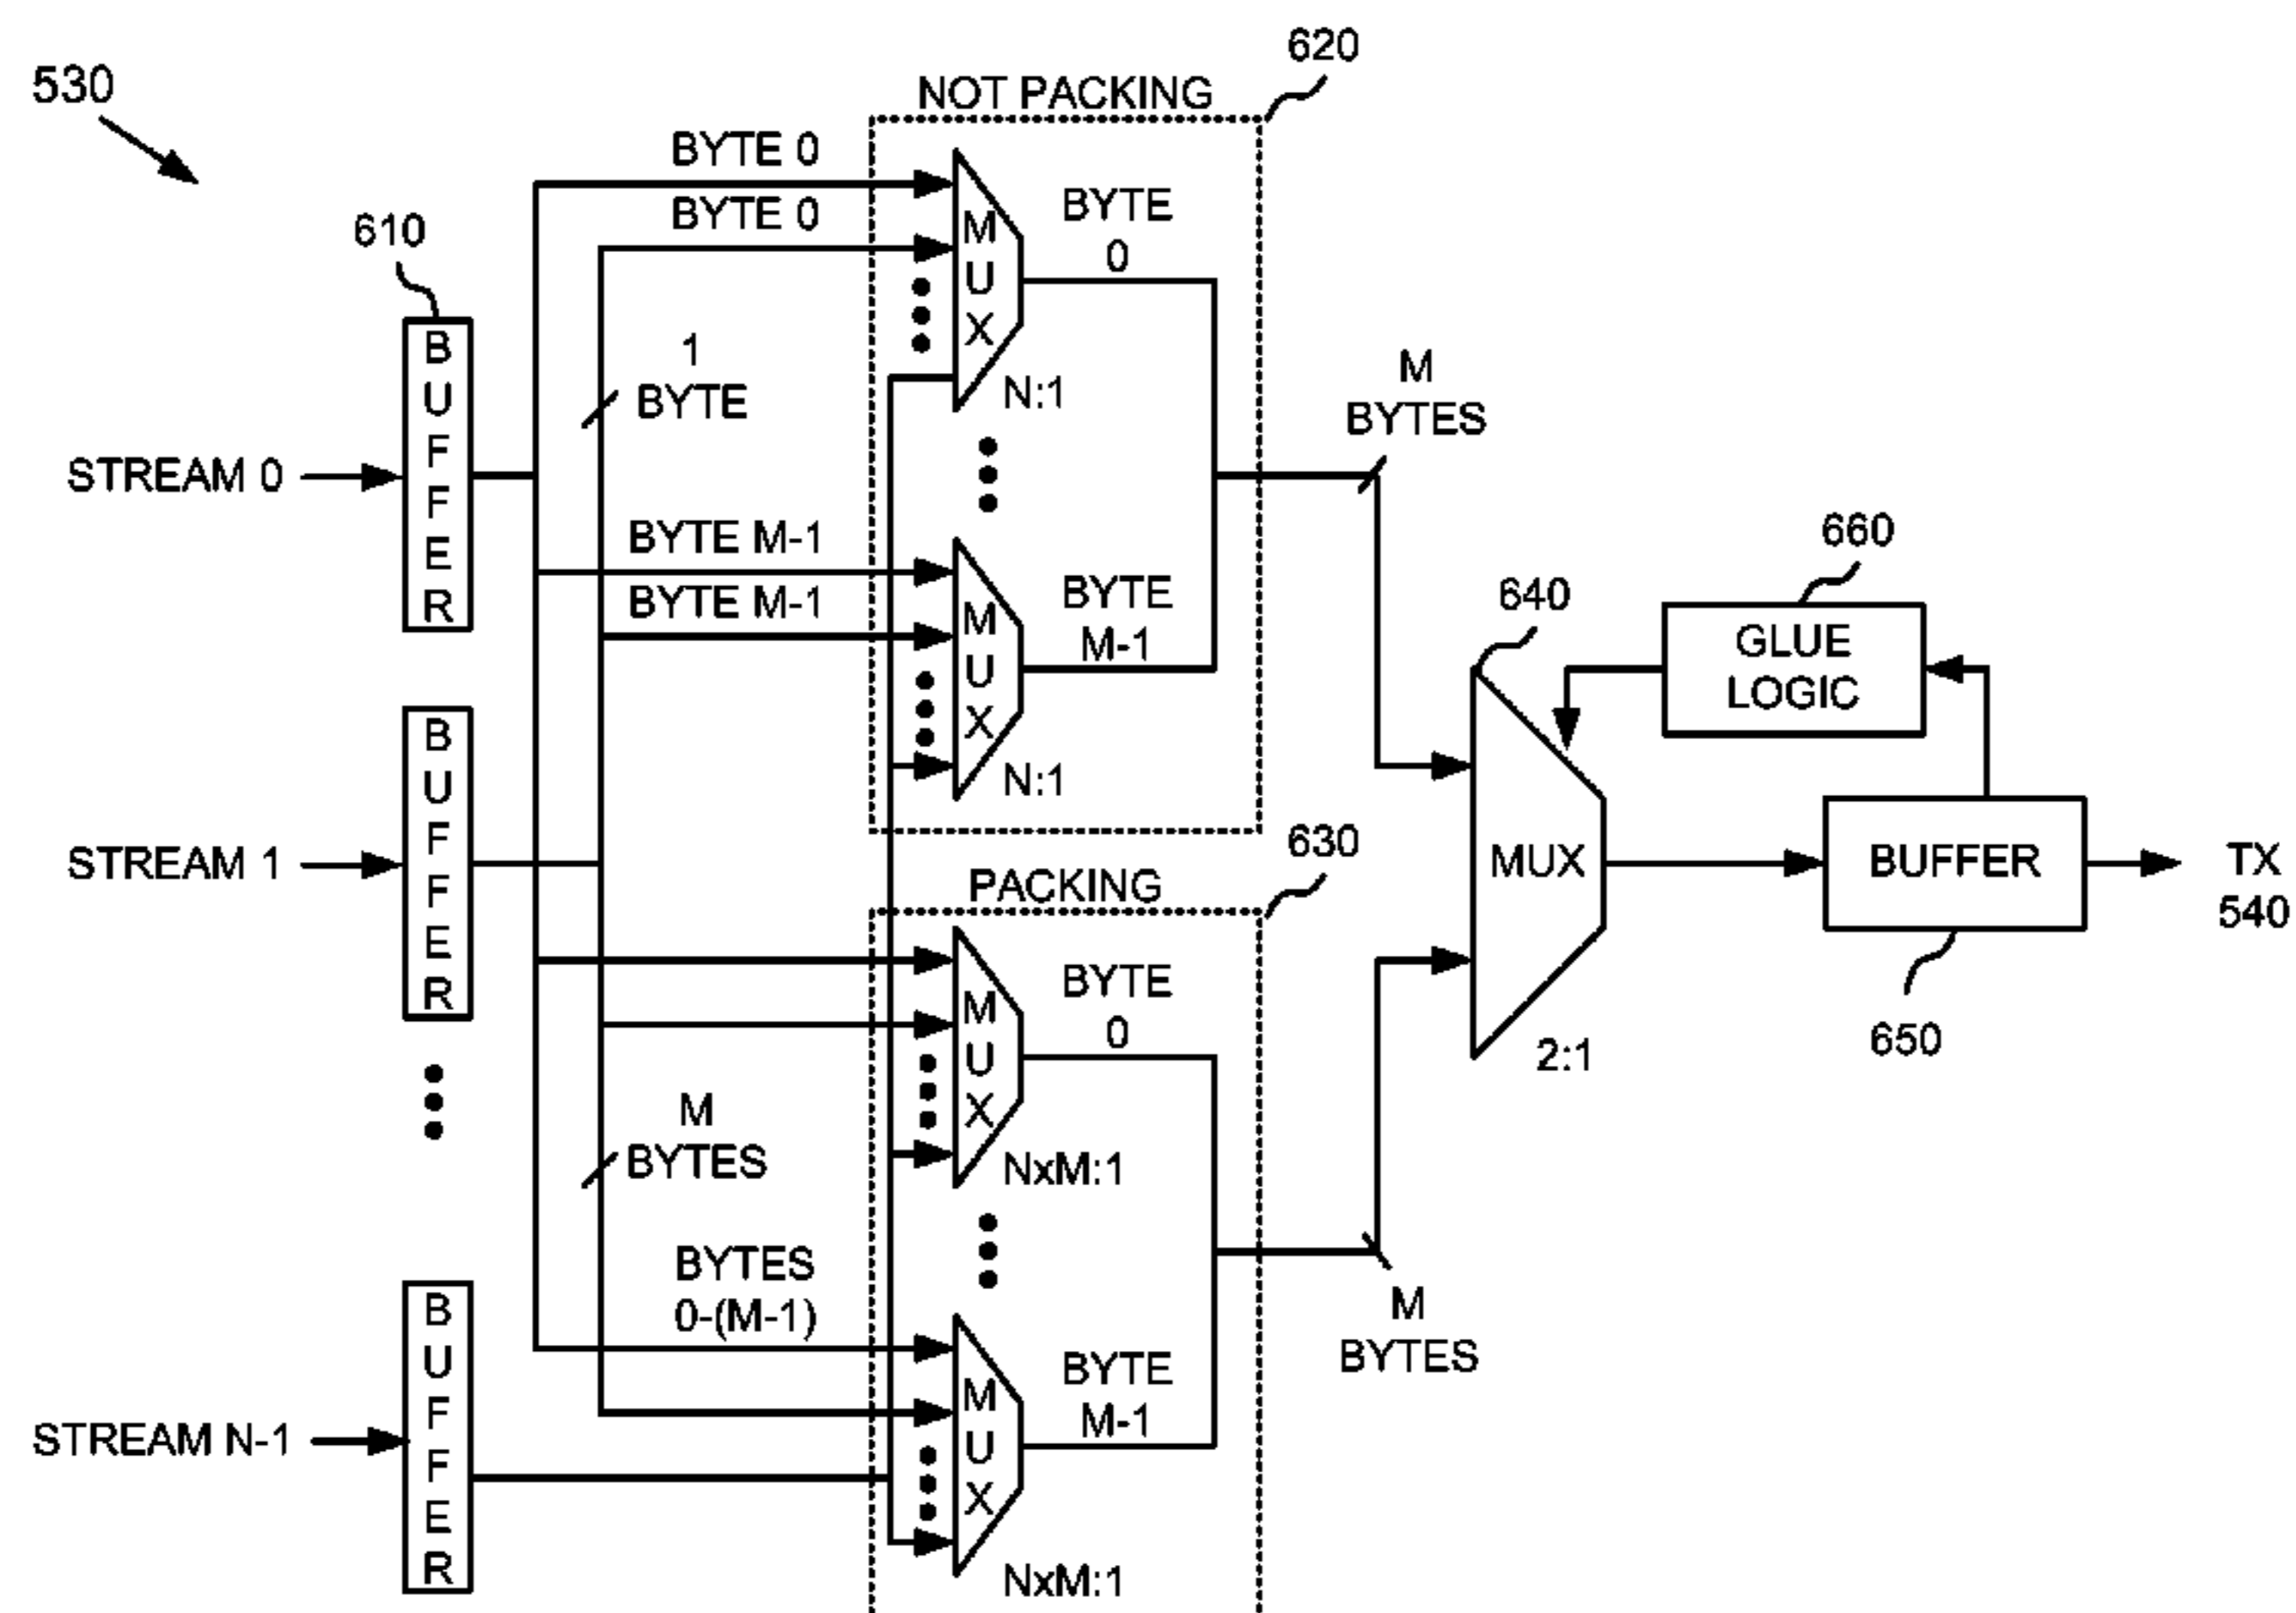 530
620
NOT PACKING
BYTE 0
BYTE 0
MUX
BYTE
0
N:1
610
BUFFER
STREAM 0
1
BYTE
BYTE M-1
BYTE M-1
MUX
BYTE
M-1
N:1
M
BYTES
640
660
GLUE
LOGIC
MUX
2:1
BUFFER
650
TX
540
BUFFER
STREAM 1
630
PACKING
MUX
BYTE
0
NxM:1
M
BYTES
BYTES
0-(M-1)
MUX
BYTE
M-1
NxM:1
M
BYTES
BUFFER
STREAM N-1